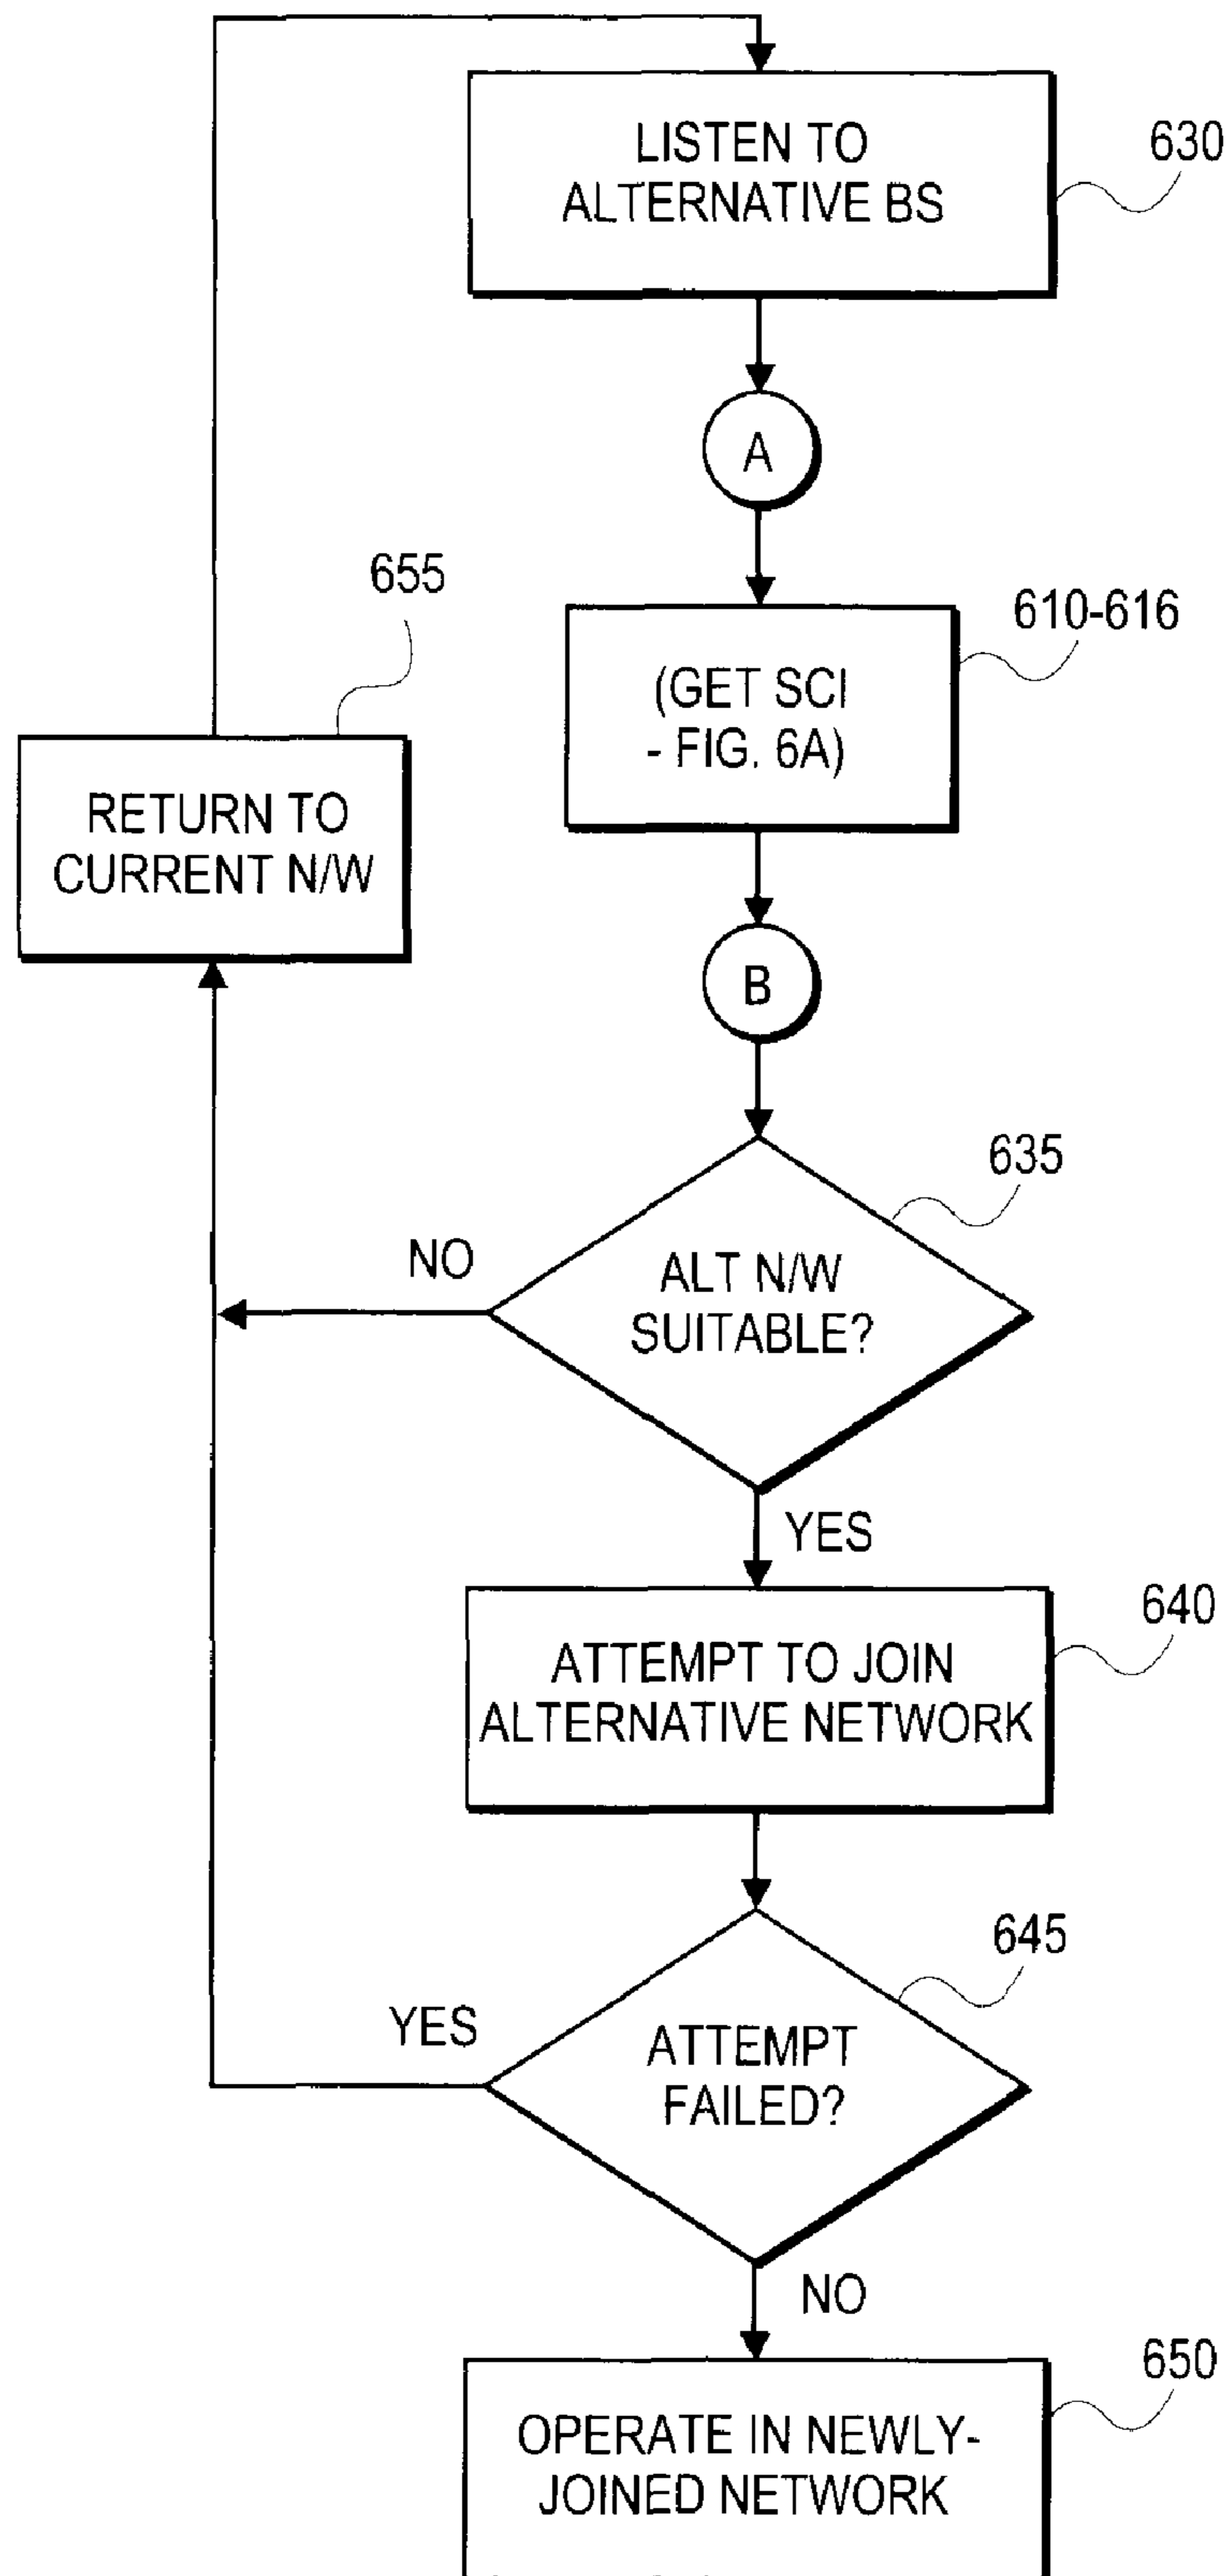 LISTEN TO
ALTERNATIVE BS
630
A
655
610-616
(GET SCI
- FIG. 6A)
RETURN TO
CURRENT N/W
B
635
NO
ALT N/W
SUITABLE?
YES
640
ATTEMPT TO JOIN
ALTERNATIVE NETWORK
645
YES
ATTEMPT
FAILED?
NO
650
OPERATE IN NEWLY-
JOINED NETWORK